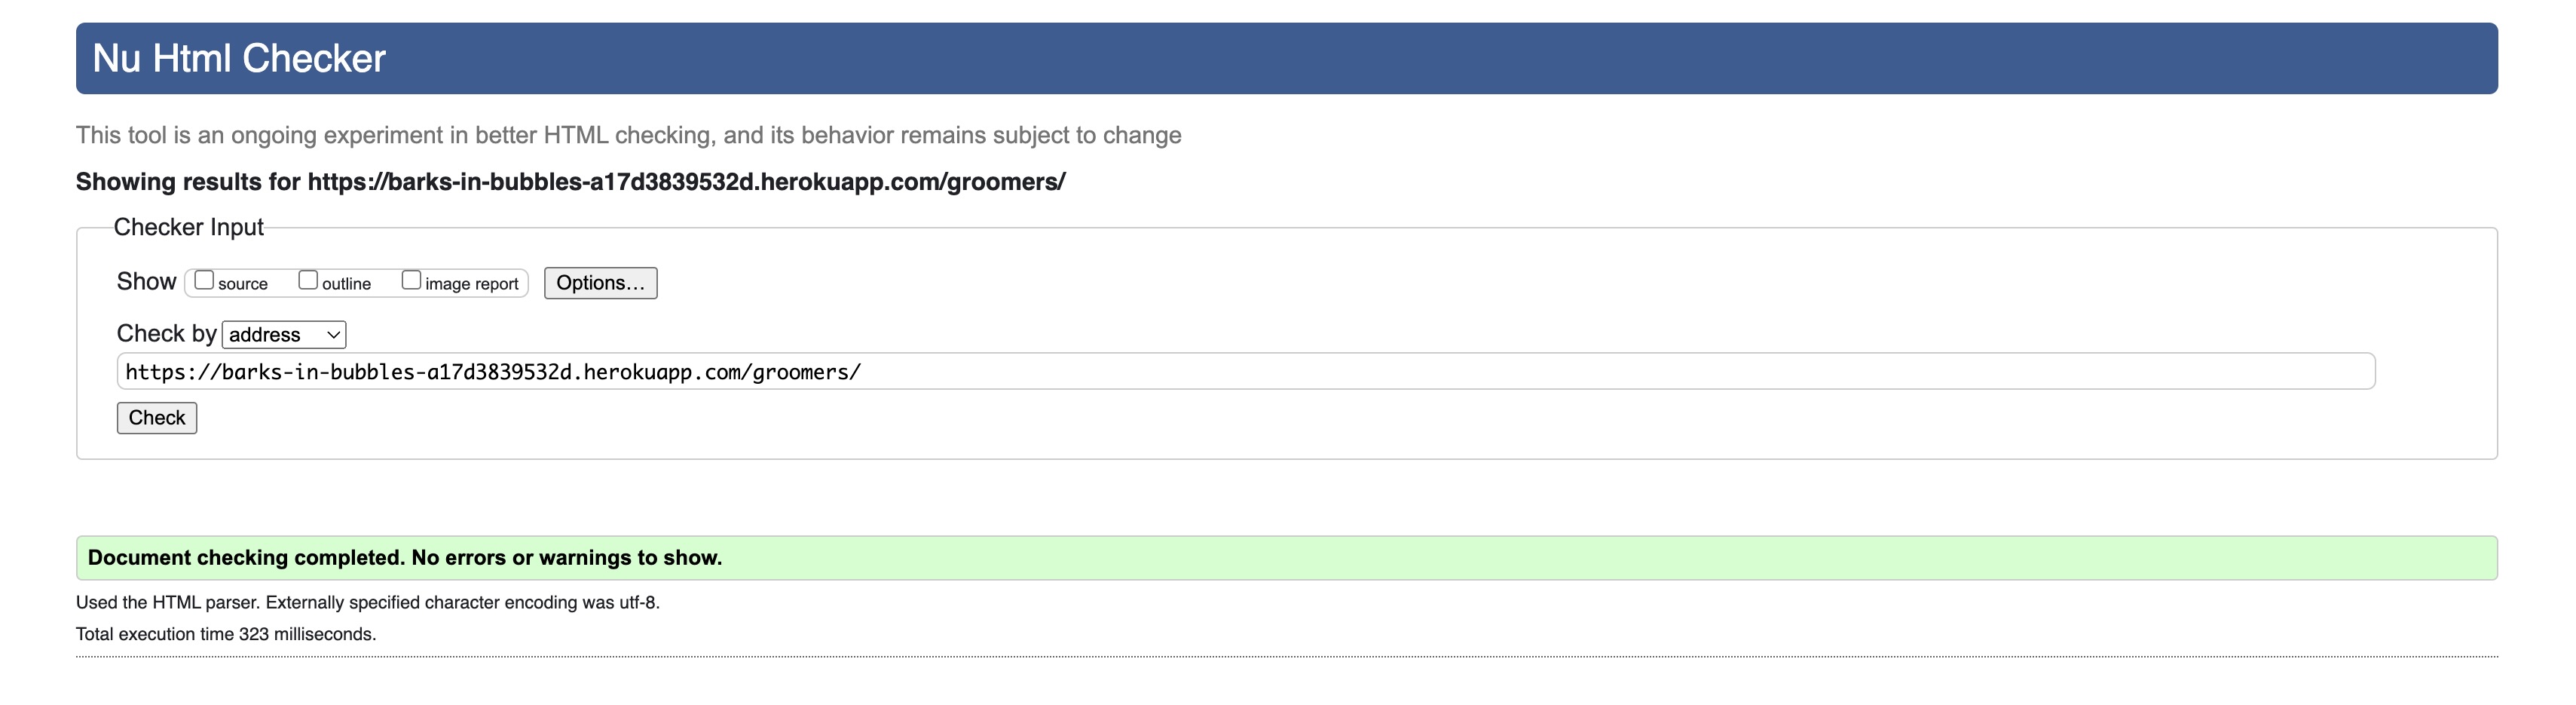 Nu Html Checker
This tool is an ongoing experiment in better HTML checking, and its behavior remains subject to change
Showing results for https://barks-in-bubbles-a17d3839532d.herokuapp.com/groomers/
Checker Input
Show source outline image report Options...
Check by address
https://barks-in-bubbles-a17d3839532d.herokuapp.com/groomers/
Check
Document checking completed. No errors or warnings to show.
Used the HTML parser. Externally specified character encoding was utf-8.
Total execution time 323 milliseconds.